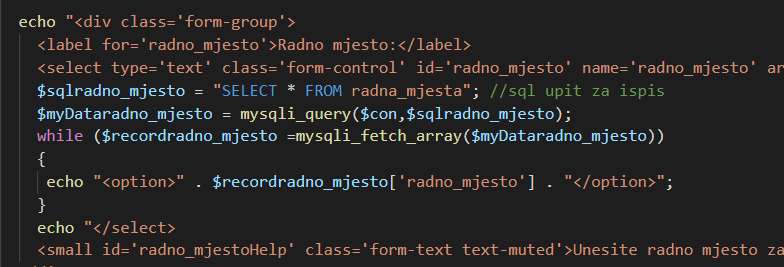 echo "<div class='form-group'>
<label for='radno_mjesto'>Radno mjesto:</label>
<select type='text' class='form-control' id='radno_mjesto' name='radno_mjesto' ar
$sqlradno_mjesto = "SELECT * FROM radna_mjesta"; //sql upit za ispis
$myDataradno_mjesto = mysqli_query($con,$sqlradno_mjesto);
while ($recordradno_mjesto =mysqli_fetch_array($myDataradno_mjesto))
{
echo "<option>" . $recordradno_mjesto['radno_mjesto'] . "</option>";
}
echo "</select>
<small id='radno_mjestoHelp' class='form-text text-muted'>Unesite radno mjesto za